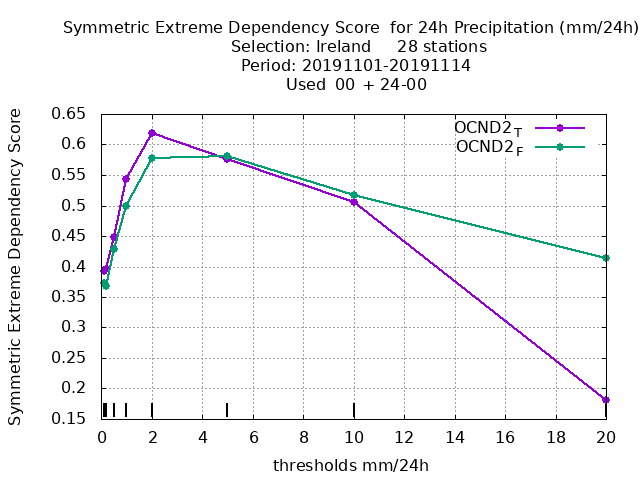 Symmetric Extreme Dependency Score  for 24h Precipitation (mm/24h)
Selection: Ireland     28 stations
Period: 20191101-20191114
Used  00 + 24-00
Symmetric Extreme Dependency Score
0.65
0.6
0.55
0.5
0.45
0.4
0.35
0.3
0.25
0.2
0.15
OCND2T
OCND2F
0 2 4 6 8 10 12 14 16 18 20
thresholds mm/24h